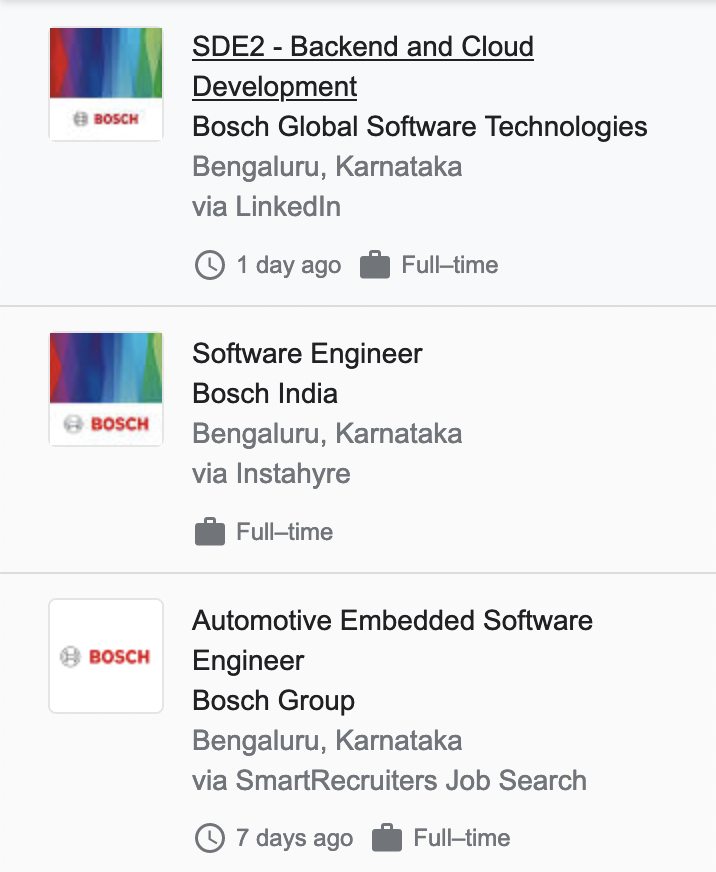 BOSCH
SDE2 - Backend and Cloud
Development
Bosch Global Software Technologies
Bengaluru, Karnataka
via LinkedIn
1 day ago Full–time
BOSCH
Software Engineer
Bosch India
Bengaluru, Karnataka
via Instahyre
Full–time
BOSCH
Automotive Embedded Software
Engineer
Bosch Group
Bengaluru, Karnataka
via SmartRecruiters Job Search
7 days ago Full–time